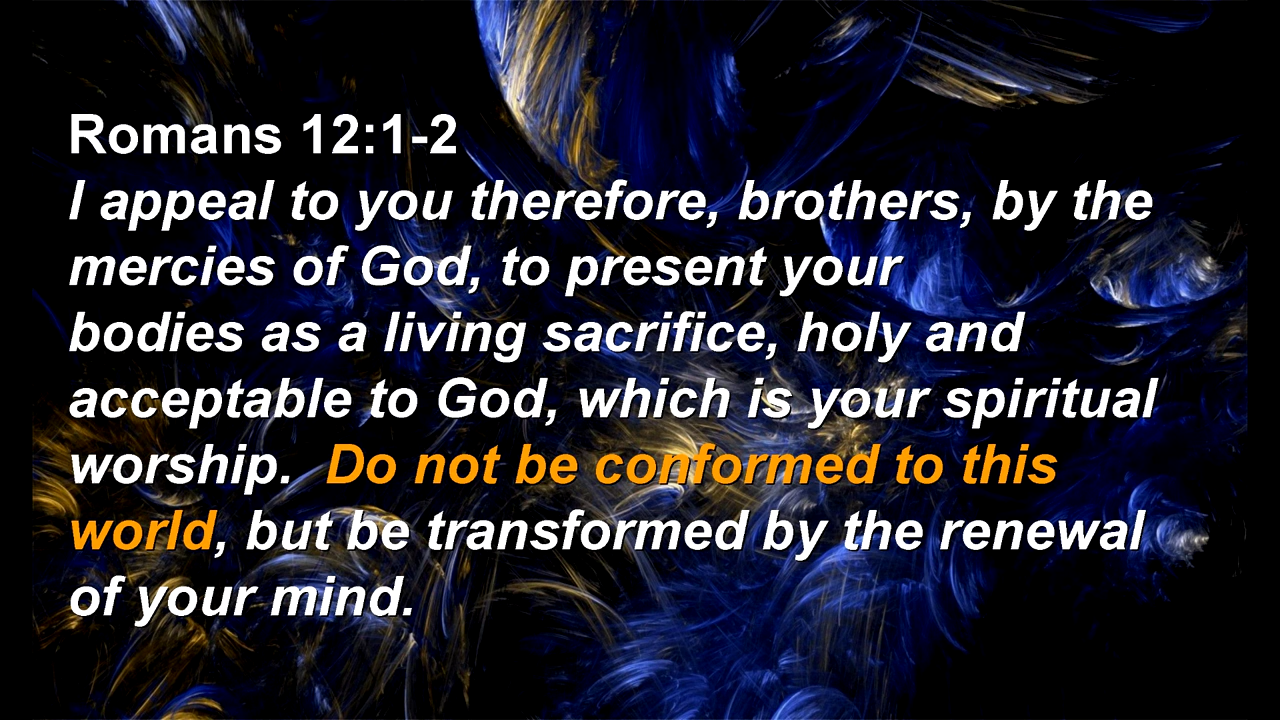 Romans 12:1-2
I appeal to you therefore, brothers, by the
mercies of God, to present your
bodies as a living sacrifice, holy and
acceptable to God, which is your spiritual
worship.  Do not be conformed to this
world, but be transformed by the renewal
of your mind.